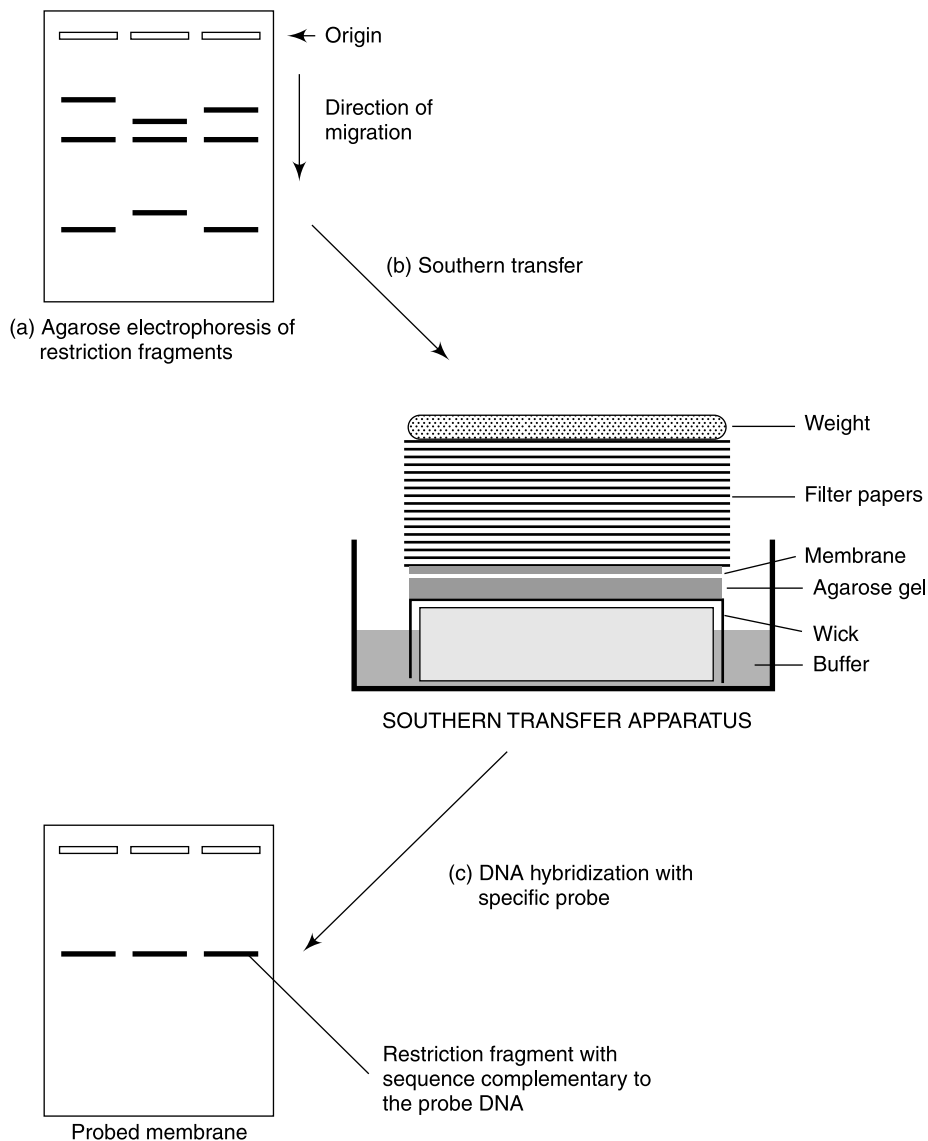 Origin
Direction of
migration
(b) Southern transfer
(a) Agarose electrophoresis of
restriction fragments
Weight
Filter papers
Membrane
Agarose gel
Wick
Buffer
SOUTHERN TRANSFER APPARATUS
(c) DNA hybridization with
specific probe
Restriction fragment with
sequence complementary to
the probe DNA
Probed membrane